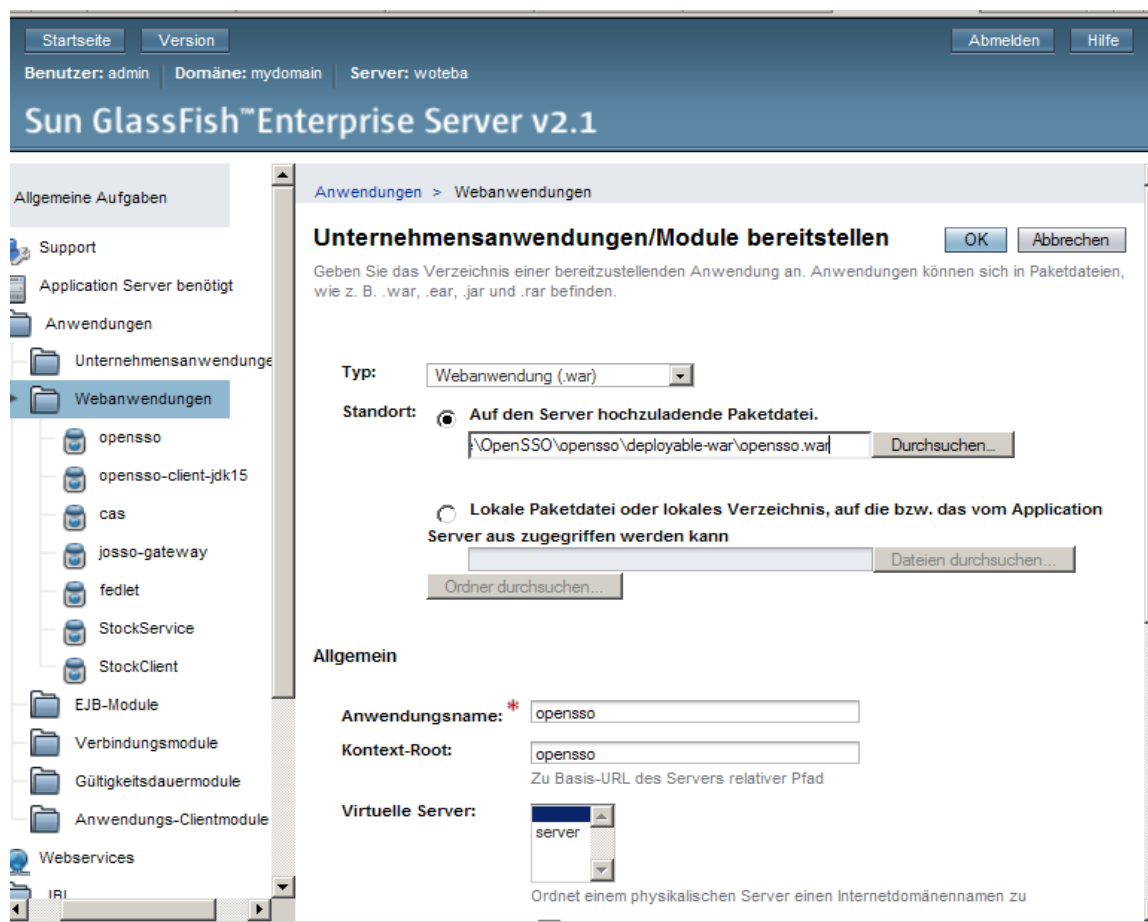 Startseite Version Abmelden Hilfe
Benutzer: admin Domäne: mydomain Server: woteba
Sun GlassFish™ Enterprise Server v2.1
Allgemeine Aufgaben
Support
Application Server benötigt
Anwendungen
Unternehmensanwendunge
Webanwendungen
opensso
opensso-client-jdk15
cas
josso-gateway
fedlet
StockService
StockClient
EJB-Module
Verbindungsmodule
Gültigkeitsdauermodule
Anwendungs-Clientmodule
Webservices
JBI
Anwendungen > Webanwendungen
Unternehmensanwendungen/Module bereitstellen OK Abbrechen
Geben Sie das Verzeichnis einer bereitzustellenden Anwendung an. Anwendungen können sich in Paketdateien,
wie z. B. .war, .ear, .jar und .rar befinden.
Typ: Webanwendung (.war)
Standort: Auf den Server hochzuladende Paketdatei.
\OpenSSO\opensso\deployable-war\opensso.war Durchsuchen...
Lokale Paketdatei oder lokales Verzeichnis, auf die bzw. das vom Application
Server aus zugegriffen werden kann
Dateien durchsuchen...
Ordner durchsuchen...
Allgemein
Anwendungsname: * opensso
Kontext-Root: opensso
Zu Basis-URL des Servers relativer Pfad
Virtuelle Server:
server
Ordnet einem physikalischen Server einen Internetdomänennamen zu